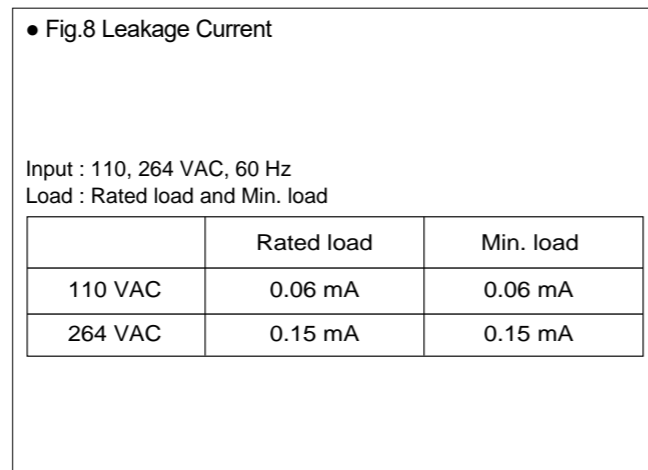 ● Fig.8 Leakage Current
Input : 110, 264 VAC, 60 Hz
Load : Rated load and Min. load
Rated load Min. load
110 VAC 0.06 mA 0.06 mA
264 VAC 0.15 mA 0.15 mA